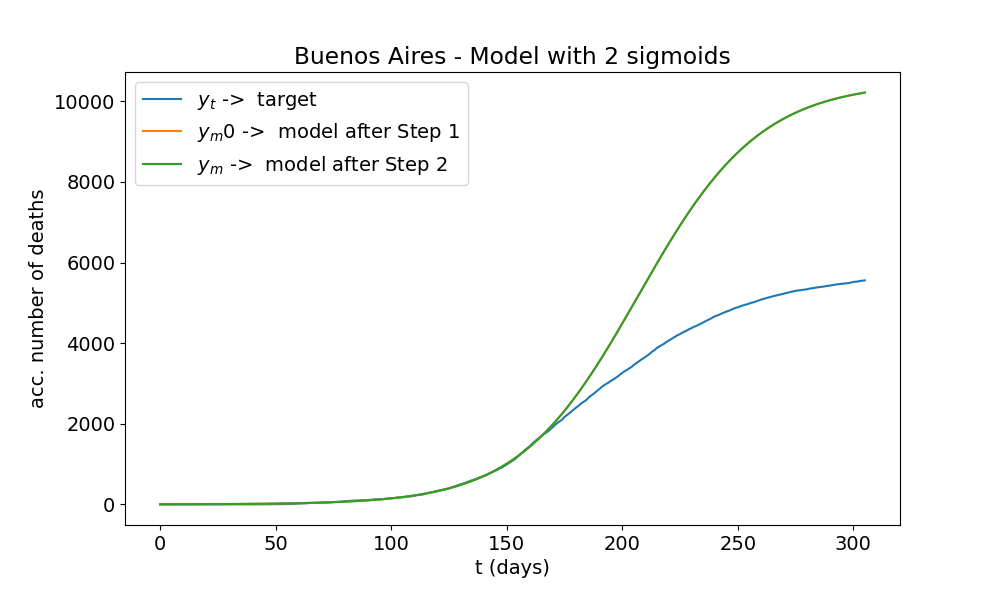 Buenos Aires - Model with 2 sigmoids
y_t -> target
y_m0 -> model after Step 1
y_m -> model after Step 2
acc. number of deaths
10000
8000
6000
4000
2000
0
0 50 100 150 200 250 300
t (days)